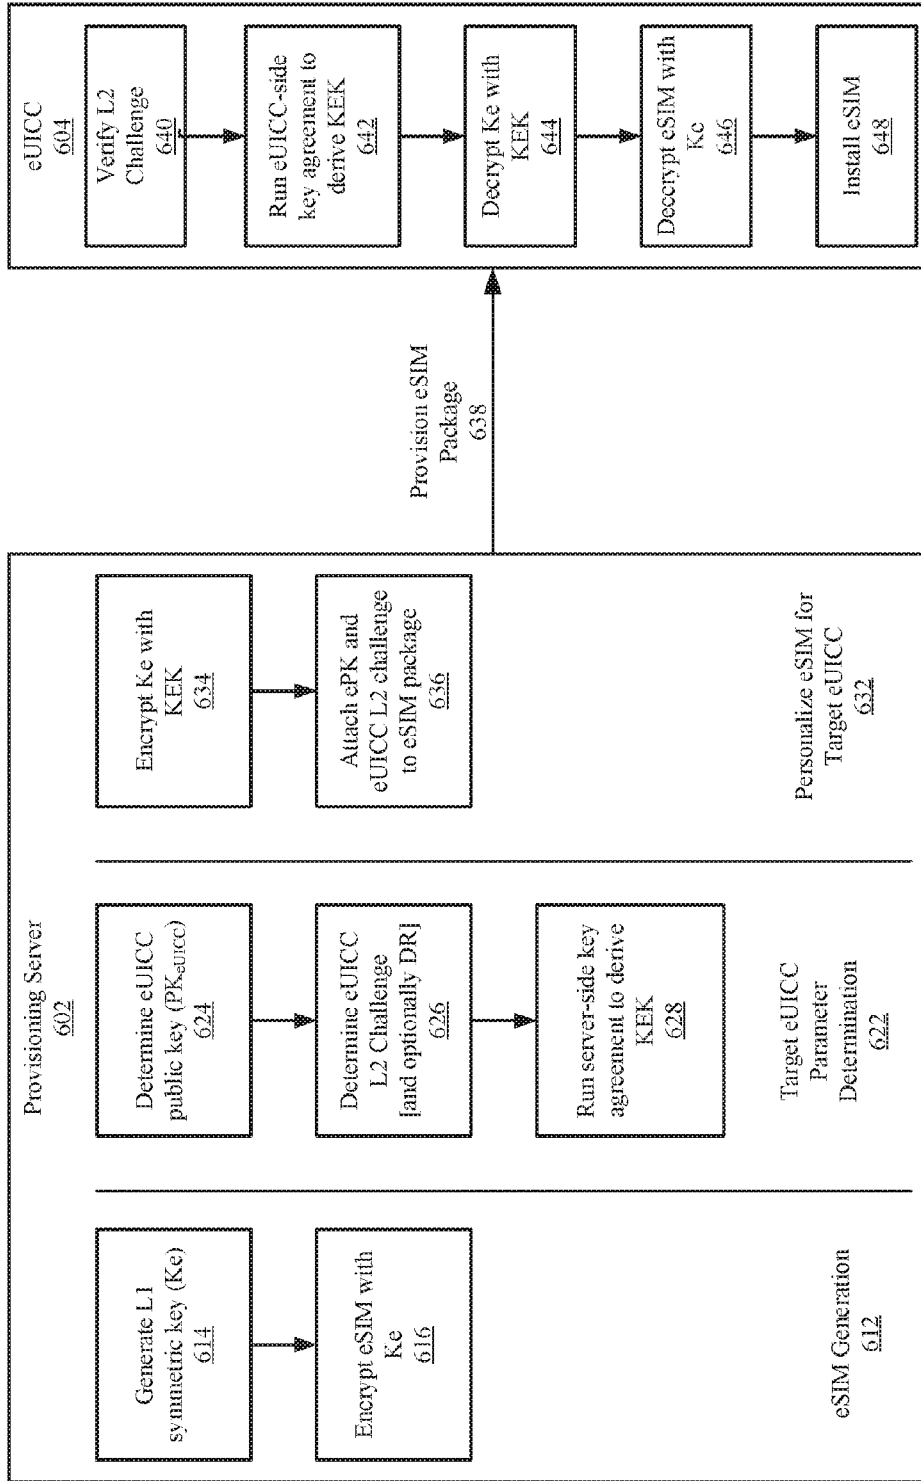 Provisioning Server
602
Generate L1
symmetric key (Ke)
614
Encrypt eSIM with
Ke
616
eSIM Generation
612
Determine eUICC
public key (PKeUICC)
624
Determine eUICC
L2 Challenge
[and optionally DR]
626
Run server-side key
agreement to derive
KEK
628
Target eUICC
Parameter
Determination
622
Encrypt Ke with
KEK
634
Attach ePK and
eUICC L2 challenge
to eSIM package
636
Personalize eSIM for
Target eUICC
632
Provision eSIM
Package
638
eUICC
604
Verify L2
Challenge
640
Run eUICC-side
key agreement to
derive KEK
642
Decrypt Ke with
KEK
644
Deccrypt eSIM with
Ke
646
Install eSIM
648